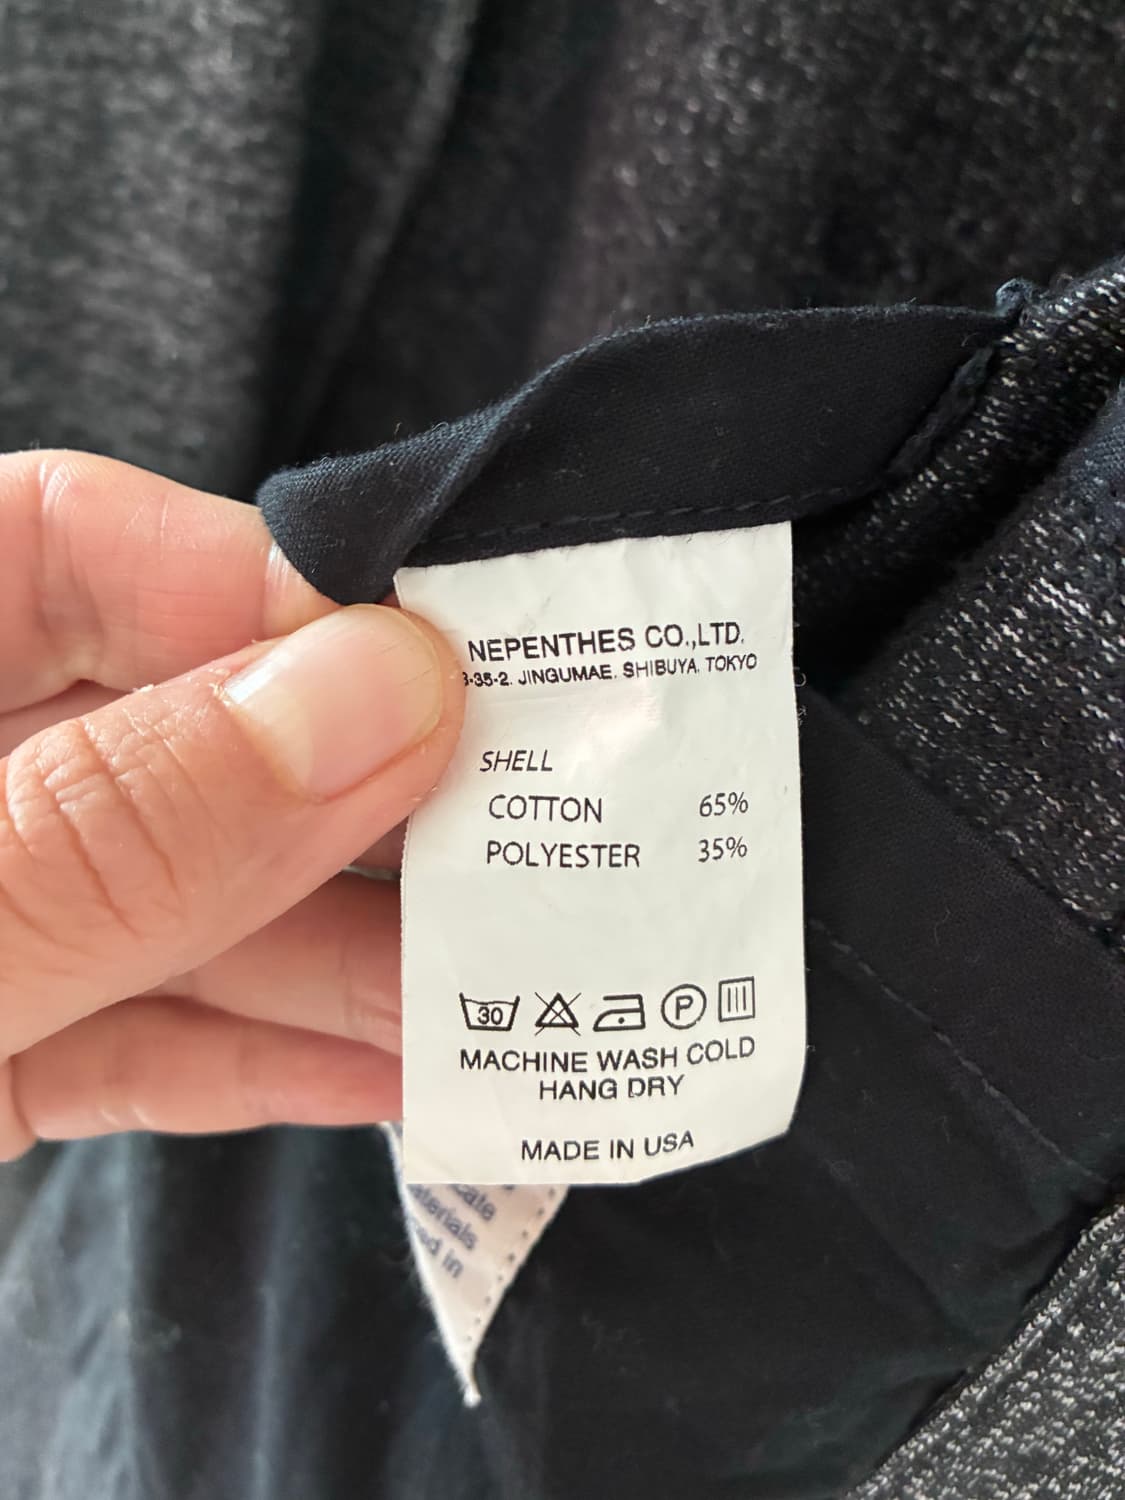 NEPENTHES CO.,LTD.
3-35-2. JINGUMAE. SHIBUYA. TOKYO
SHELL
COTTON 65%
POLYESTER 35%
30 P
MACHINE WASH COLD
HANG DRY
MADE IN USA
in